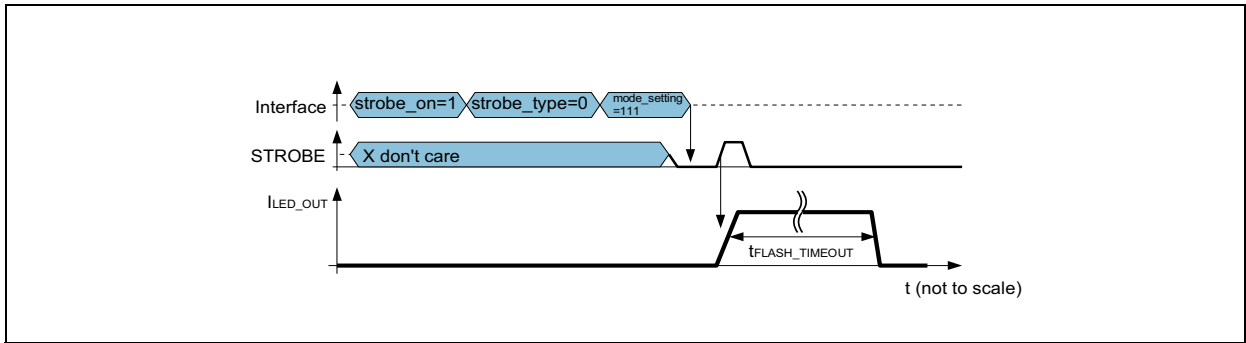 Interface
strobe_on=1
strobe_type=0
mode_setting
=111
STROBE
X don't care
ILED_OUT
tFLASH_TIMEOUT
t (not to scale)